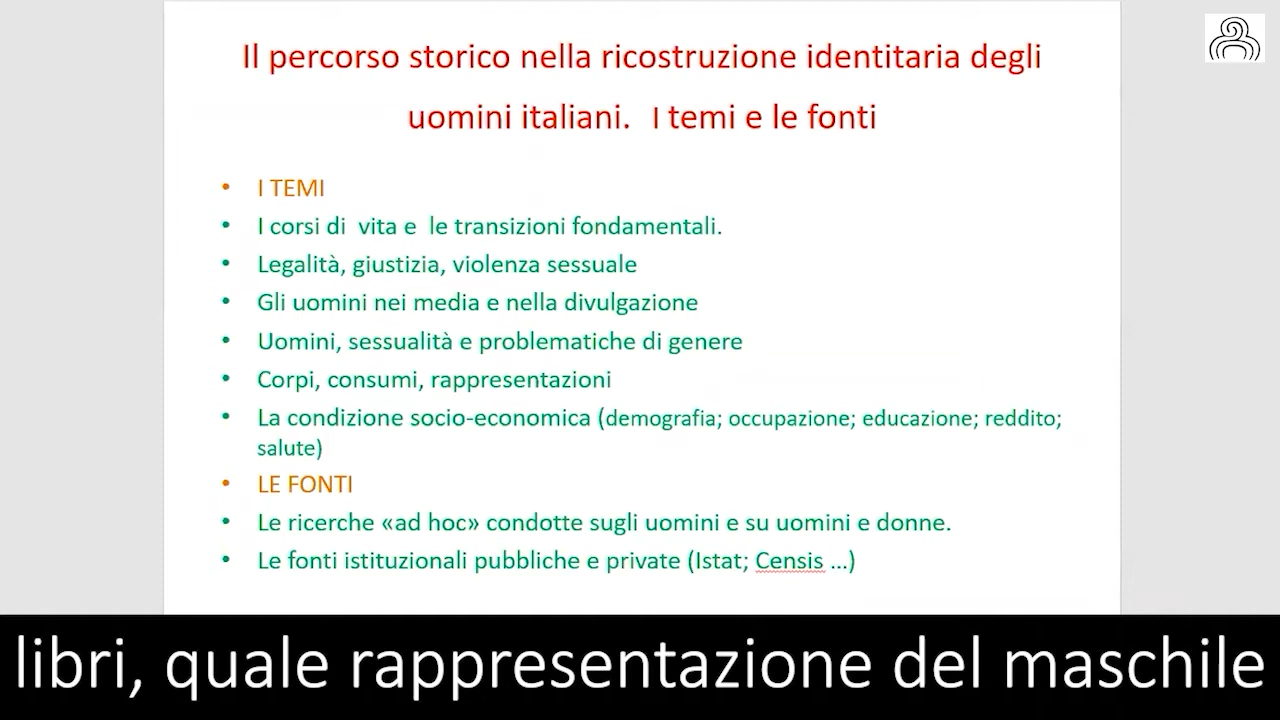 Il percorso storico nella ricostruzione identitaria degli
uomini italiani. I temi e le fonti
• I TEMI
• I corsi di vita e le transizioni fondamentali.
• Legalità, giustizia, violenza sessuale
• Gli uomini nei media e nella divulgazione
• Uomini, sessualità e problematiche di genere
• Corpi, consumi, rappresentazioni
• La condizione socio-economica (demografia; occupazione; educazione; reddito;
salute)
• LE FONTI
• Le ricerche «ad hoc» condotte sugli uomini e su uomini e donne.
• Le fonti istituzionali pubbliche e private (Istat; Censis ...)
libri, quale rappresentazione del maschile